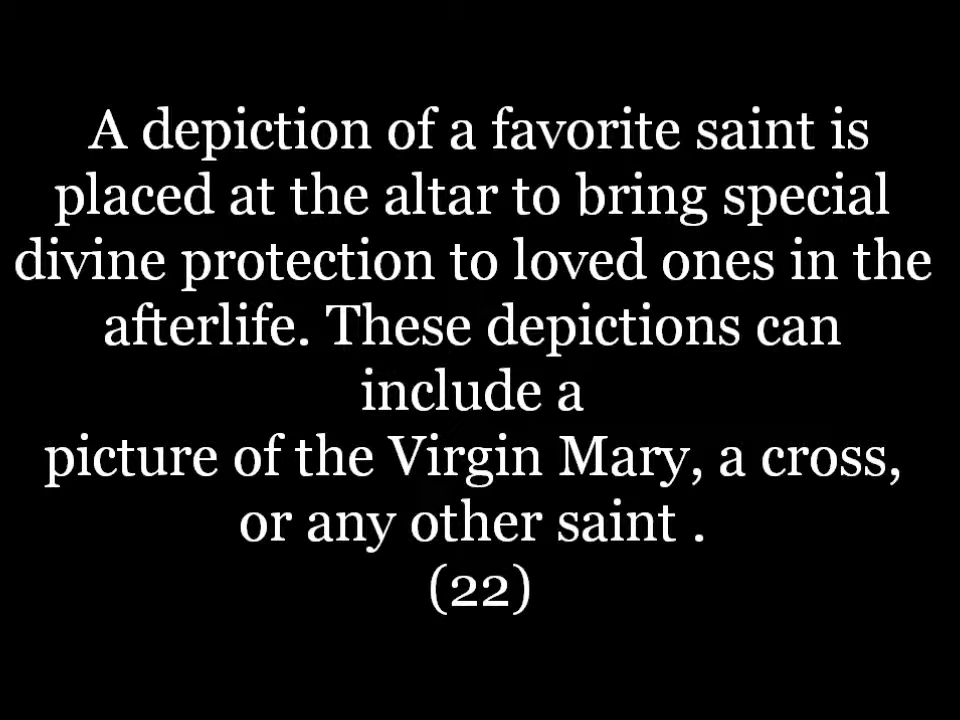 A depiction of a favorite saint is
placed at the altar to bring special
divine protection to loved ones in the
afterlife. These depictions can
include a
picture of the Virgin Mary, a cross,
or any other saint .
(22)